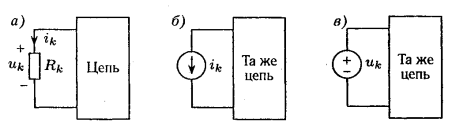 а) i_k + u_k R_k − Цепь
б) i_k Та же цепь
в) + − u_k Та же цепь